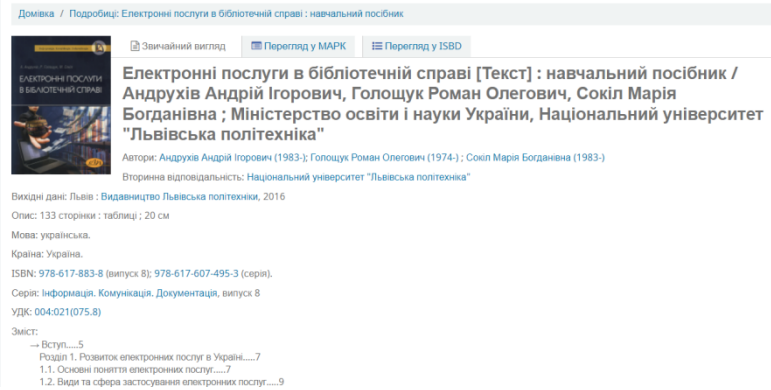 Домівка / Подробиці: Електронні послуги в бібліотечній справі : навчальний посібник
Звичайний вигляд Перегляд у МАРК Перегляд у ISBD
ЕЛЕКТРОННІ ПОСЛУГИ
В БІБЛІОТЕЧНІЙ СПРАВІ
Електронні послуги в бібліотечній справі [Текст] : навчальний посібник /
Андрухів Андрій Ігорович, Голощук Роман Олегович, Сокіл Марія
Богданівна ; Міністерство освіти і науки України, Національний університет
"Львівська політехніка"
Автори: Андрухів Андрій Ігорович (1983-); Голощук Роман Олегович (1974-) ; Сокіл Марія Богданівна (1983-)
Вторинна відповідальність: Національний університет "Львівська політехніка"
Вихідні дані: Львів : Видавництво Львівська політехніки, 2016
Опис: 133 сторінки : таблиці ; 20 см
Мова: українська.
Країна: Україна.
ISBN: 978-617-883-8 (випуск 8); 978-617-607-495-3 (серія).
Серія: Інформація. Комунікація. Документація, випуск 8
УДК: 004:021(075.8)
Зміст:
→ Вступ.....5
Розділ 1. Розвиток електронних послуг в Україні.....7
1.1. Основні поняття електронних послуг.....7
1.2. Види та сфера застосування електронних послуг.....9